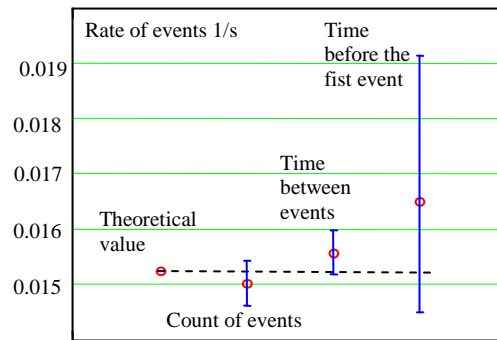 Rate of events 1/s
Time
before the
fist event
0.019
0.018
0.017
Time
between
events
0.016
Theoretical
value
0.015
Count of events